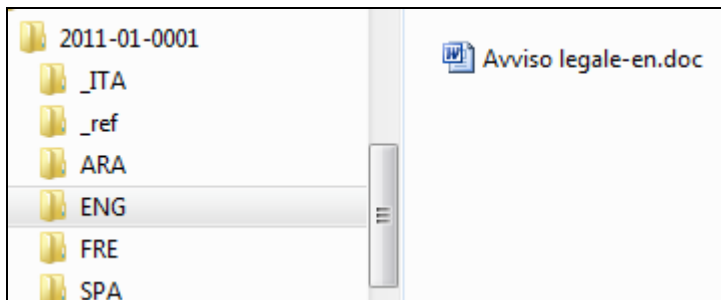 2011-01-0001
_ITA
_ref
ARA
ENG
FRE
SPA
Avviso legale-en.doc